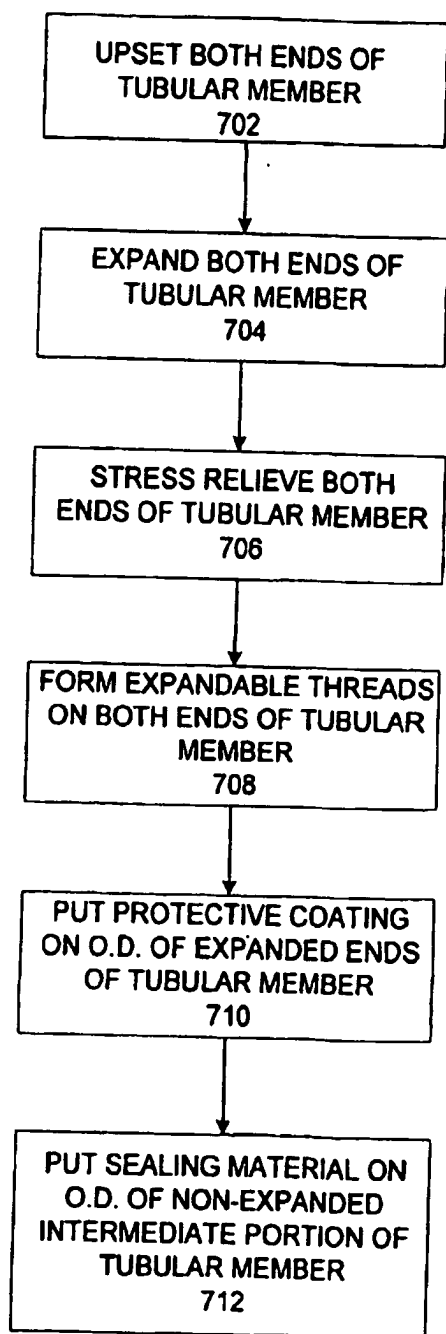 UPSET BOTH ENDS OF
TUBULAR MEMBER
702
EXPAND BOTH ENDS OF
TUBULAR MEMBER
704
STRESS RELIEVE BOTH
ENDS OF TUBULAR MEMBER
706
FORM EXPANDABLE THREADS
ON BOTH ENDS OF TUBULAR
MEMBER
708
PUT PROTECTIVE COATING
ON O.D. OF EXPANDED ENDS
OF TUBULAR MEMBER
710
PUT SEALING MATERIAL ON
O.D. OF NON-EXPANDED
INTERMEDIATE PORTION OF
TUBULAR MEMBER
712